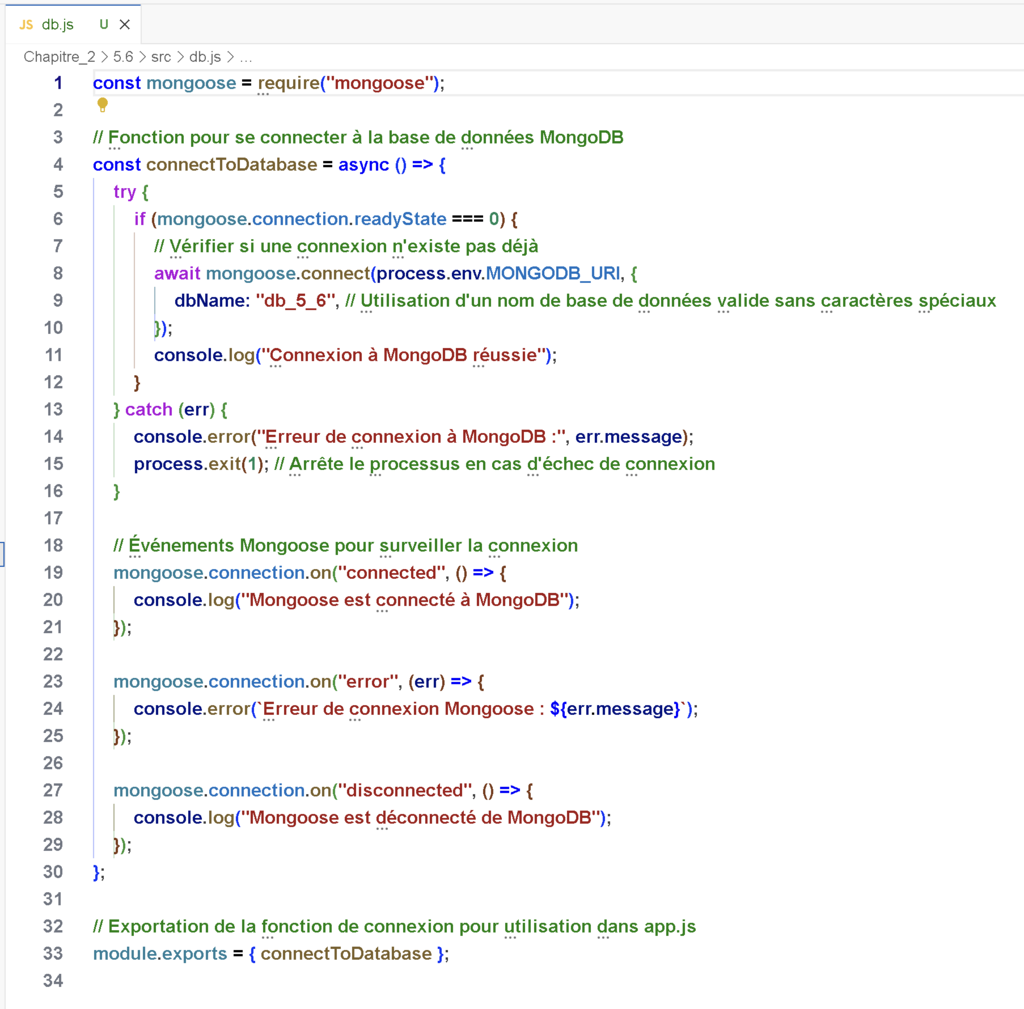 JS db.js U ×
Chapitre_2 > 5.6 > src > db.js > ...
1 const mongoose = require("mongoose");
2
3 // Fonction pour se connecter à la base de données MongoDB
4 const connectToDatabase = async () => {
5 try {
6 if (mongoose.connection.readyState === 0) {
7 // Vérifier si une connexion n'existe pas déjà
8 await mongoose.connect(process.env.MONGODB_URI, {
9 dbName: "db_5_6", // Utilisation d'un nom de base de données valide sans caractères spéciaux
10 });
11 console.log("Connexion à MongoDB réussie");
12 }
13 } catch (err) {
14 console.error("Erreur de connexion à MongoDB :", err.message);
15 process.exit(1); // Arrête le processus en cas d'échec de connexion
16 }
17
18 // Événements Mongoose pour surveiller la connexion
19 mongoose.connection.on("connected", () => {
20 console.log("Mongoose est connecté à MongoDB");
21 });
22
23 mongoose.connection.on("error", (err) => {
24 console.error(`Erreur de connexion Mongoose : ${err.message}`);
25 });
26
27 mongoose.connection.on("disconnected", () => {
28 console.log("Mongoose est déconnecté de MongoDB");
29 });
30 };
31
32 // Exportation de la fonction de connexion pour utilisation dans app.js
33 module.exports = { connectToDatabase };
34